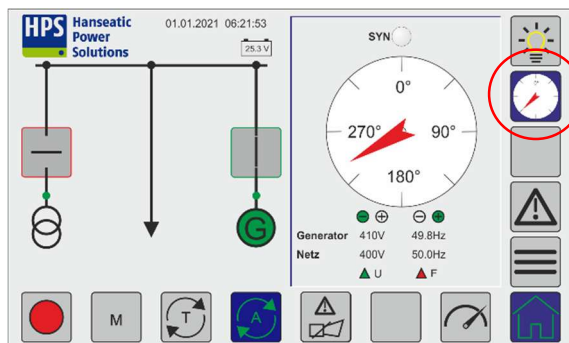 HPS Hanseatic
Power
Solutions
01.01.2021 06:21:53
25.3 V
G
SYN
0°
270° 90°
180°
Generator 410V 49.8Hz
Netz 400V 50.0Hz
U F
M
T
A